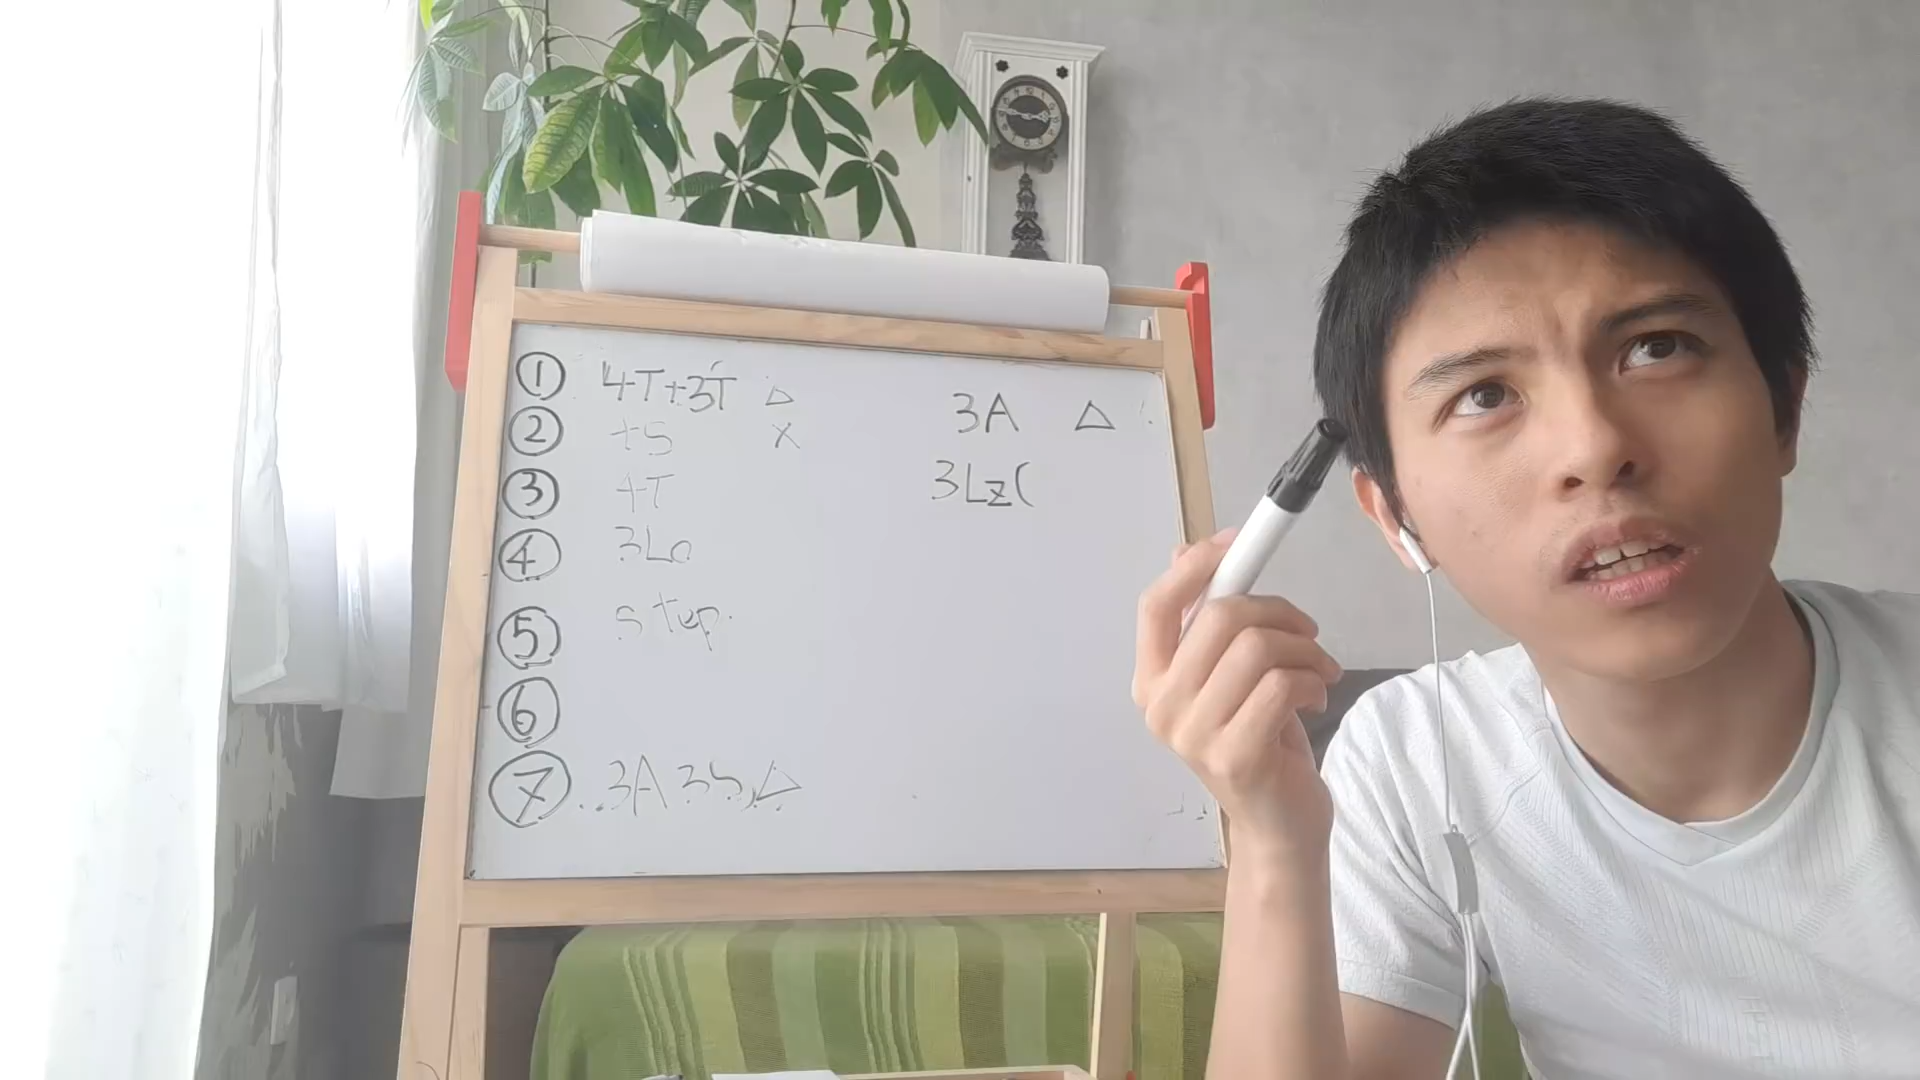 ① 4T+3T △
② +S X
③ 4T
④ 3Lo
⑤ step.
⑥
⑦ 3A 3S △
3A △
3Lz(